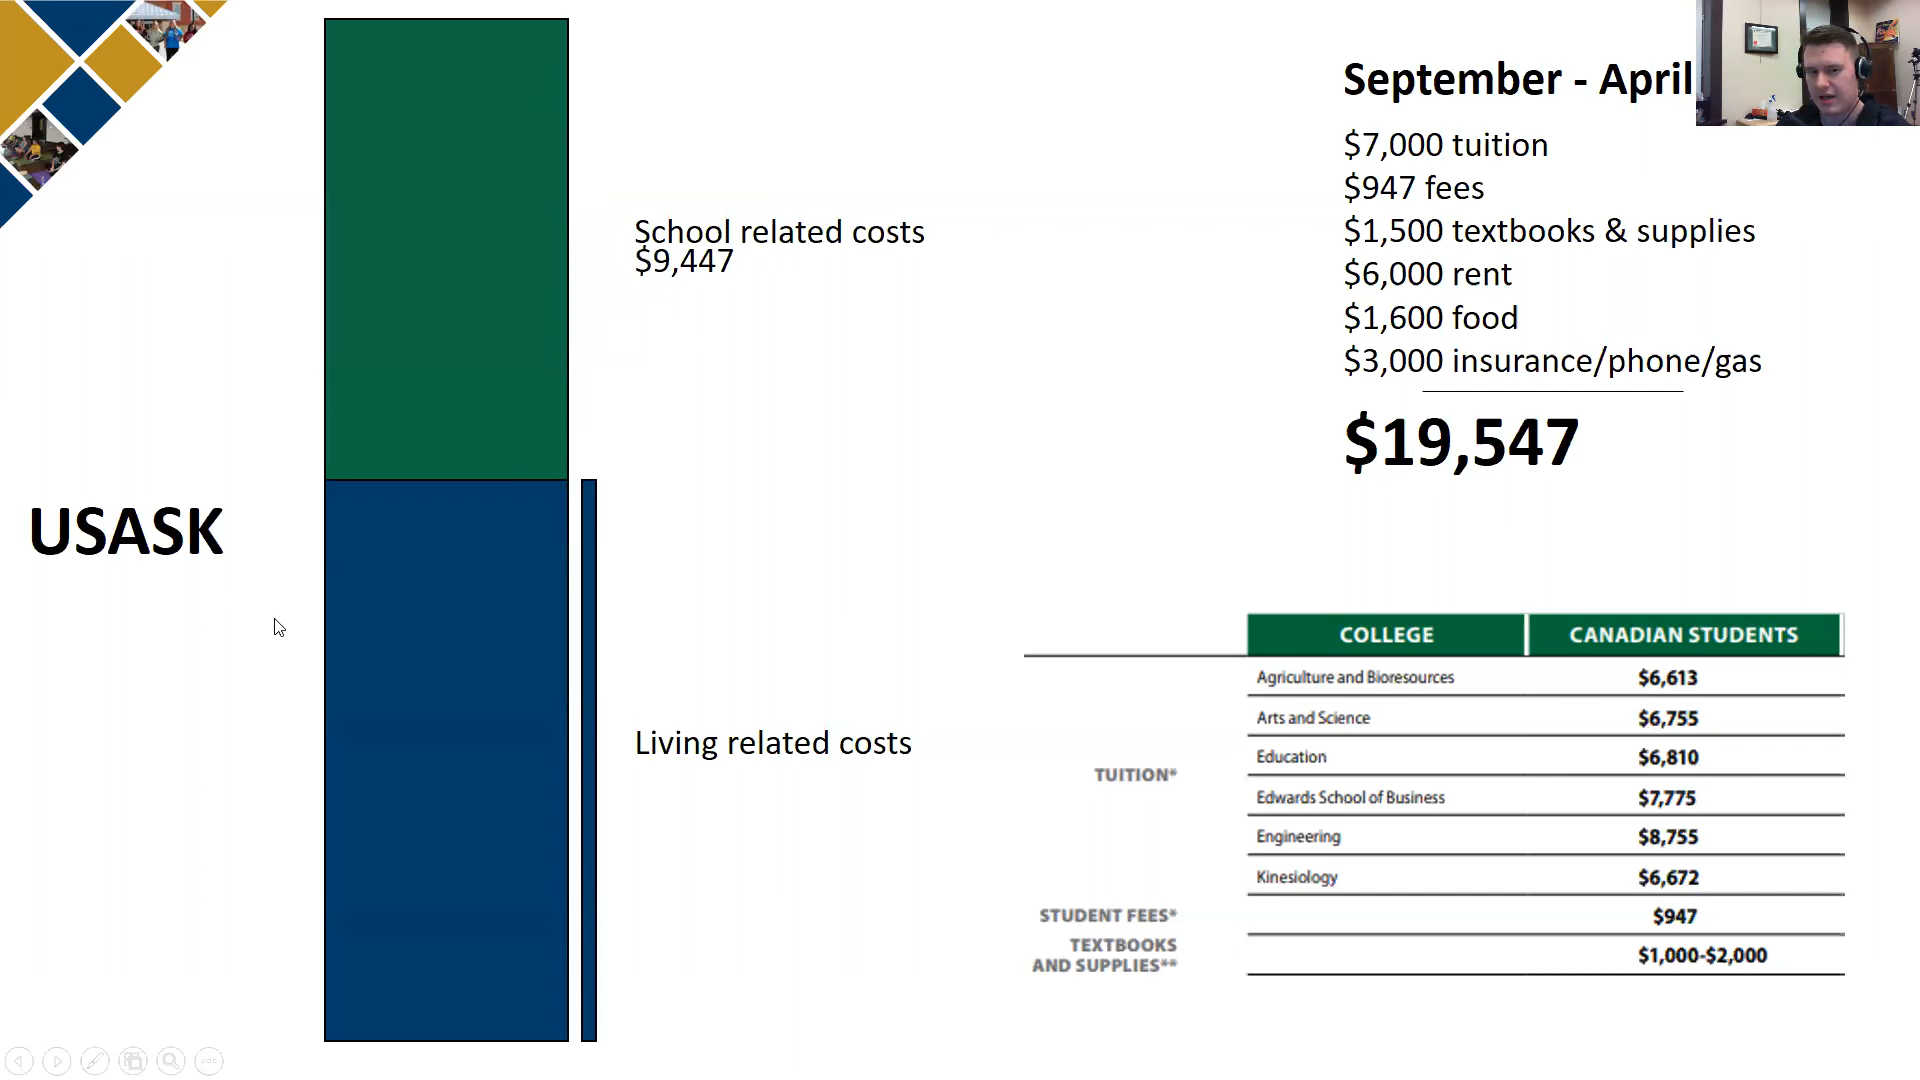 September - April
$7,000 tuition
$947 fees
$1,500 textbooks & supplies
$6,000 rent
$1,600 food
$3,000 insurance/phone/gas
$19,547
School related costs
$9,447
USASK
Living related costs
COLLEGE CANADIAN STUDENTS
TUITION*
Agriculture and Bioresources $6,613
Arts and Science $6,755
Education $6,810
Edwards School of Business $7,775
Engineering $8,755
Kinesiology $6,672
STUDENT FEES* $947
TEXTBOOKS
AND SUPPLIES** $1,000-$2,000